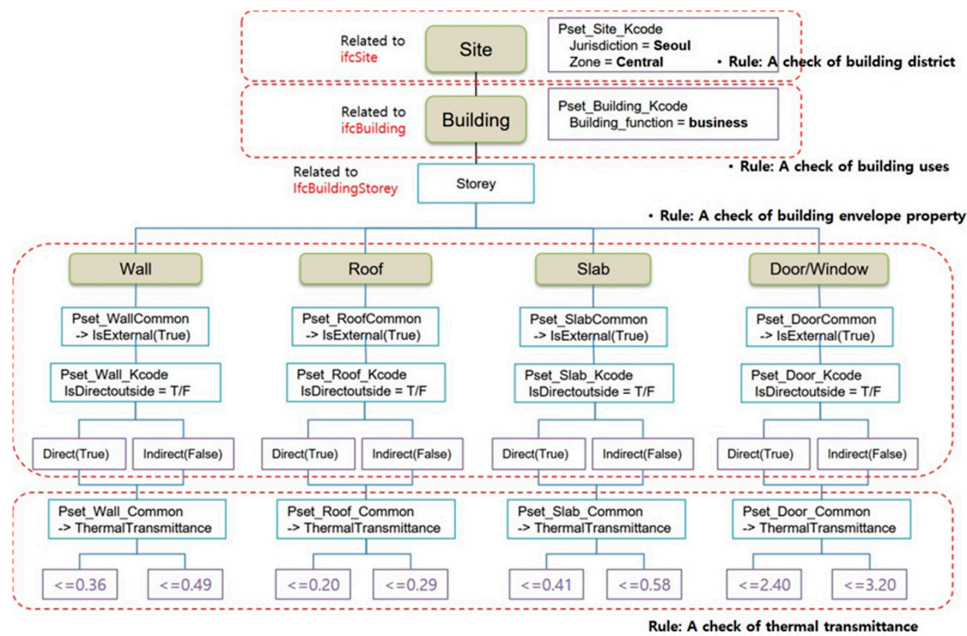 Related to
ifcSite
Site
Pset_Site_Kcode
Jurisdiction = Seoul
Zone = Central
• Rule: A check of building district
Related to
ifcBuilding
Building
Pset_Building_Kcode
Building_function = business
• Rule: A check of building uses
Related to
IfcBuildingStorey
Storey
• Rule: A check of building envelope property
Wall
Roof
Slab
Door/Window
Pset_WallCommon
-> IsExternal(True)
Pset_RoofCommon
-> IsExternal(True)
Pset_SlabCommon
-> IsExternal(True)
Pset_DoorCommon
-> IsExternal(True)
Pset_Wall_Kcode
IsDirectoutside = T/F
Pset_Roof_Kcode
IsDirectoutside = T/F
Pset_Slab_Kcode
IsDirectoutside = T/F
Pset_Door_Kcode
IsDirectoutside = T/F
Direct(True)
Indirect(False)
Direct(True)
Indirect(False)
Direct(True)
Indirect(False)
Direct(True)
Indirect(False)
Pset_Wall_Common
-> ThermalTransmittance
Pset_Roof_Common
-> ThermalTransmittance
Pset_Slab_Common
-> ThermalTransmittance
Pset_Door_Common
-> ThermalTransmittance
<=0.36
<=0.49
<=0.20
<=0.29
<=0.41
<=0.58
<=2.40
<=3.20
Rule: A check of thermal transmittance